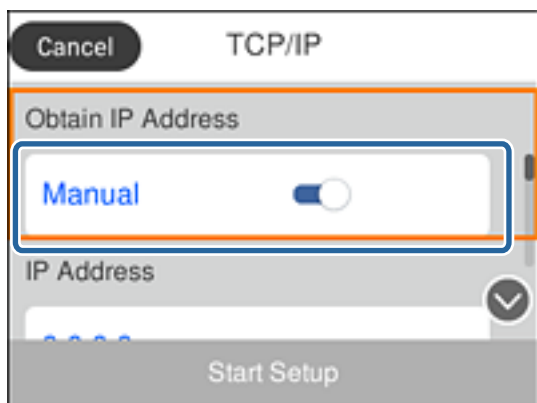 Cancel
TCP/IP
Obtain IP Address
Manual
IP Address
Start Setup